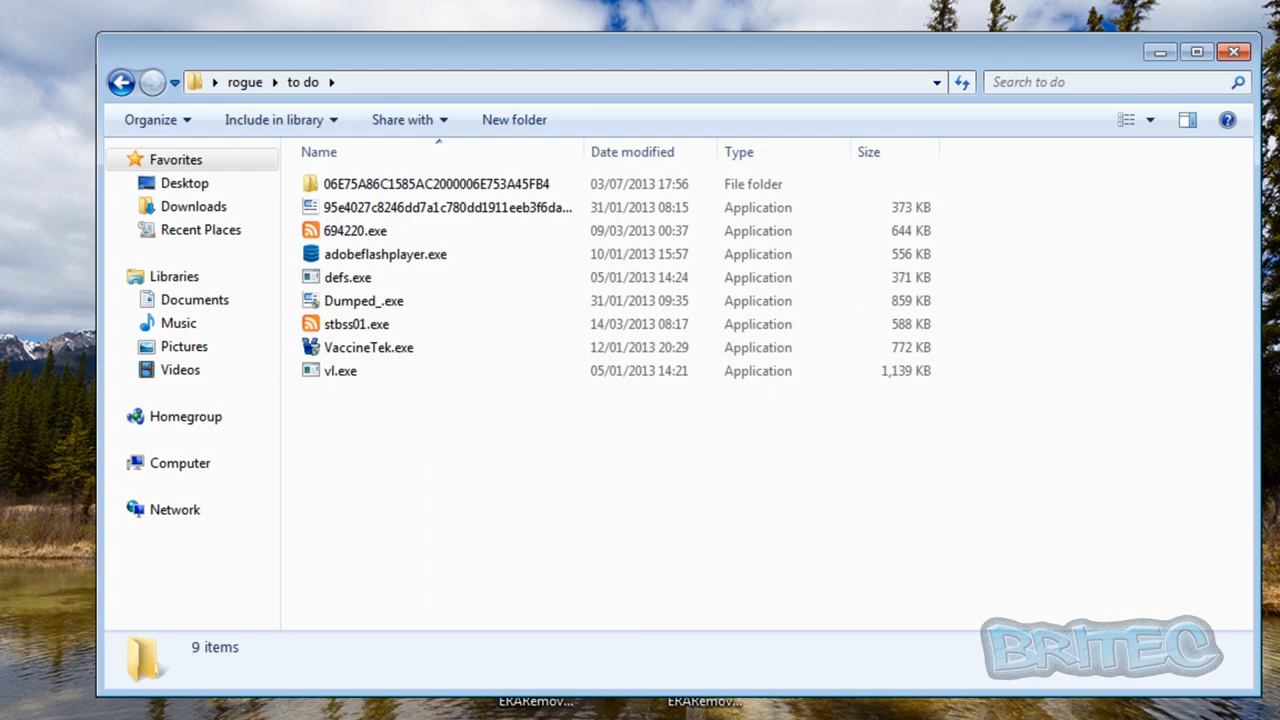 rogue to do
Search to do
Organize Include in library Share with New folder
Name Date modified Type Size
Favorites
Desktop
Downloads
Recent Places
Libraries
Documents
Music
Pictures
Videos
Homegroup
Computer
Network
06E75A86C1585AC2000006E753A45FB4 03/07/2013 17:56 File folder
95e4027c8246dd7a1c780dd1911eeb3f6da... 31/01/2013 08:15 Application 373 KB
694220.exe 09/03/2013 00:37 Application 644 KB
adobeflashplayer.exe 10/01/2013 15:57 Application 556 KB
defs.exe 05/01/2013 14:24 Application 371 KB
Dumped_.exe 31/01/2013 09:35 Application 859 KB
stbss01.exe 14/03/2013 08:17 Application 588 KB
VaccineTek.exe 12/01/2013 20:29 Application 772 KB
vl.exe 05/01/2013 14:21 Application 1,139 KB
9 items
BRITEC
ERARemov... ERARemov...